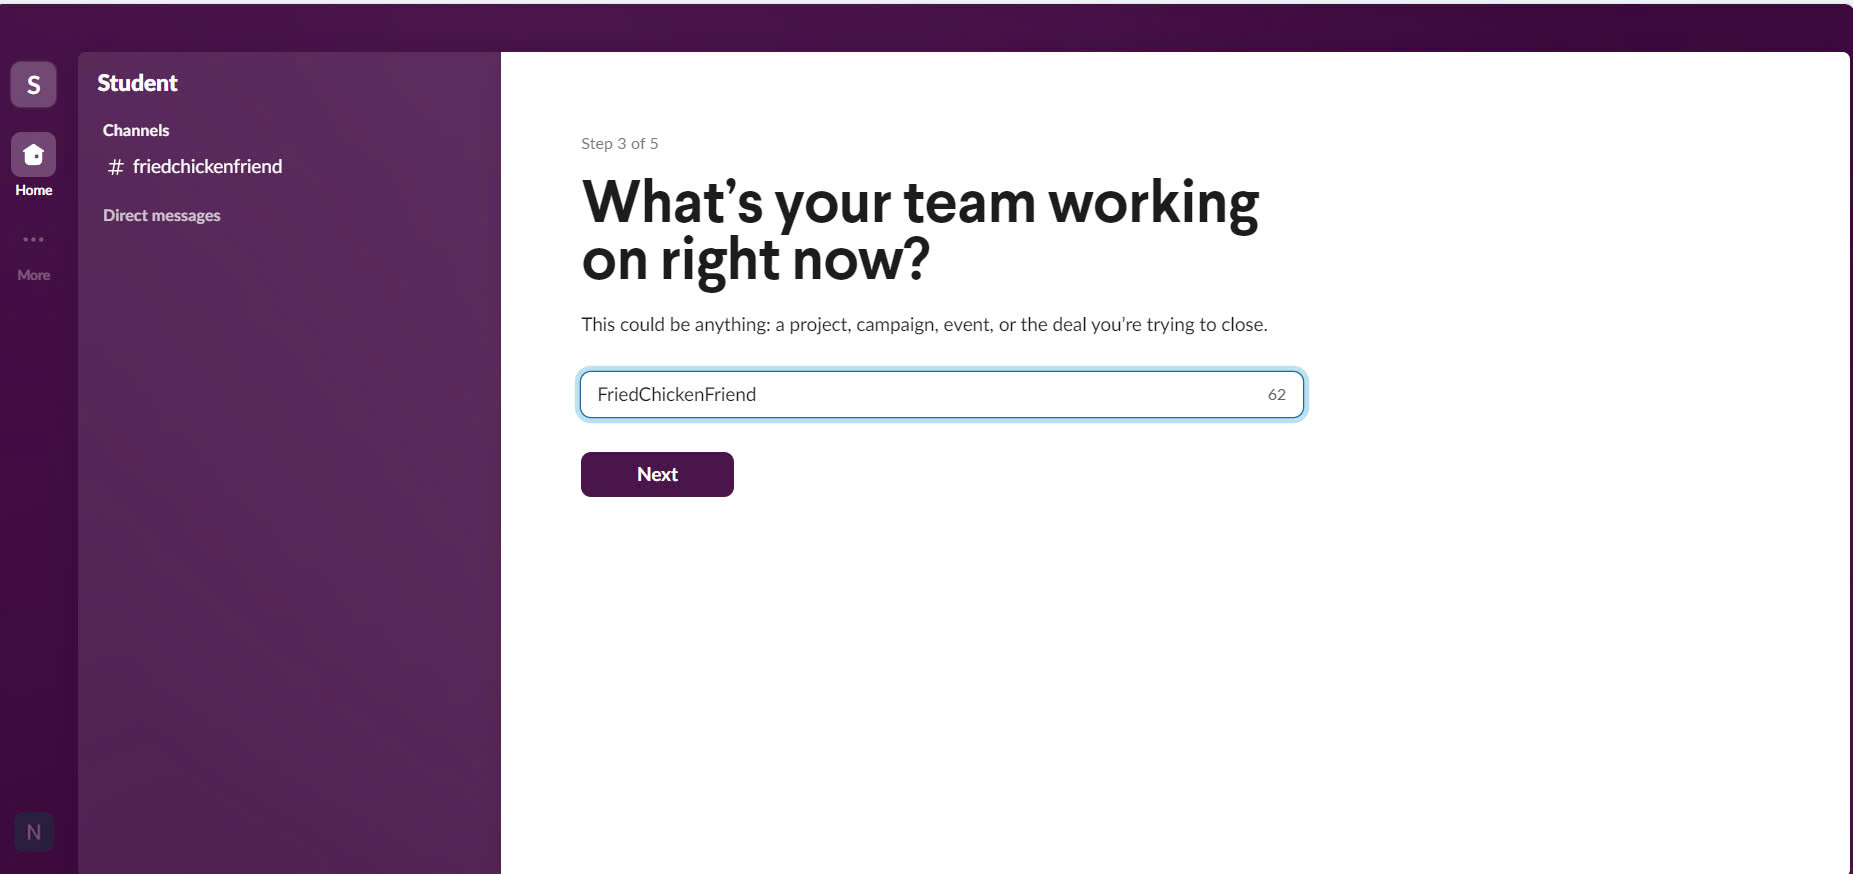 S
Home
More
N
Student
Channels
# friedchickenfriend
Direct messages
Step 3 of 5
What’s your team working
on right now?
This could be anything: a project, campaign, event, or the deal you’re trying to close.
FriedChickenFriend 62
Next